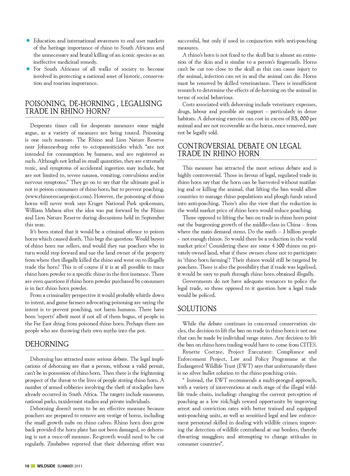 Education and international awareness to end user markets
of the heritage importance of rhino to South Africans and
the unnecessary and brutal killing of an iconic species as an
ineffective medicinal remedy.
For South Africans of all walks of society to become
involved in protecting a national asset of historic, conserva-
tion and tourism importance.
POISONING, DE-HORNING , LEGALISING
TRADE IN RHINO HORN?
Desperate times call for desperate measures some might
argue, as a variety of measures are being touted. Poisoning
is one such measure. The Rhino and Lion Nature Reserve
near Johannesburg refer to ectoparasiticides which "are not
intended for consumption by humans, and are registered as
such. Although not lethal in small quantities, they are extremely
toxic, and symptoms of accidental ingestion may include, but
are not limited to, severe nausea, vomiting, convulsions and/or
nervous symptoms." They go on to say that the ultimate goal is
not to poison consumers of rhino horn, but to prevent poaching
(www.rhinorescueproject.com). However, the poisoning of rhino
horns will never work says Kruger National Park spokesman,
William Mabasa after the idea was put forward by the Rhino
and Lion Nature Reserve during discussions held in September
this year.
It's been stated that it would be a criminal offence to poison
horns which caused death. This begs the questions: Would buyers
of rhino horn sue sellers, and would they sue poachers who in
turn would step forward and sue the land owner of the property
from where they illegally killed the rhino and went on to illegally
trade the horn? This is of course if it is at all possible to trace
rhino horn powder to a specific rhino in the first instance. There
are even questions if rhino horn powder purchased by consumers
is in fact rhino horn powder.
From a criminality perspective it would probably whittle down
to intent, and game farmers advocating poisoning are saying the
intent is to prevent poaching, not harm humans. There have
been 'reports' albeit most if not all of them bogus, of people in
the Far East dying from poisoned rhino horn. Perhaps there are
people who are throwing their own myths into the pot.
DEHORNING
Dehorning has attracted more serious debate. The legal impli-
cations of dehorning are that a person, without a valid permit,
can't be in possession of rhino horn. Then there is the frightening
prospect of the threat to the lives of people storing rhino horn. A
number of armed robberies involving the theft of stockpiles have
already occurred in South Africa. The targets include museums,
national parks, taxidermist studios and private individuals.
Dehorning doesn't seem to be an effective measure because
poachers are prepared to remove any vestige of horn, including
the small growth nubs on rhino calves. Rhino horn does grow
back provided the horn plate has not been damaged, so dehorn-
ing is not a once-off measure. Re-growth would need to be cut
regularly. Zimbabwe reported that their dehorning effort was
successful, but only if used in conjunction with anti-poaching
measures.
A rhino's horn is not fixed to the skull but is almost an exten-
sion of the skin and is similar to a person's fingernails. Horns
can't be cut too close to the skull as this can cause injury to
the animal, infection can set in and the animal can die. Horns
must be removed by skilled veterinarians. There is insufficient
research to determine the effects of de-horning on the animal in
terms of social behaviour.
Costs associated with dehorning include veterinary expenses,
drugs, labour and possible air support – particularly in dense
habitats. A dehorning exercise can cost in excess of R8, 000 per
animal and are not recoverable as the horns, once removed, may
not be legally sold.
CONTROVERSIAL DEBATE ON LEGAL
TRADE IN RHINO HORN
This measure has attracted the most serious debate and is
highly controversial. Those in favour of legal, regulated trade in
rhino horn say that the horn can be harvested without mutilat-
ing and or killing the animal, that lifting the ban would allow
countries to manage rhino populations and plough funds raised
into anti-poaching. There's also the view that the reduction in
the world market price of rhino horn would reduce poaching.
Those opposed to lifting the ban on trade in rhino horn point
out the burgeoning growth of the middle-class in China – from
where the main demand stems. Do the math – 3 billion people
– not enough rhinos. So would there be a reduction in the world
market price? Considering there are some 4 500 rhinos on pri-
vately owned land, what if these owners chose not to participate
in 'rhino horn farming'? Their rhinos would still be targeted by
poachers. There is also the possibility that if trade was legalised,
it would be easy to push through rhino horn obtained illegally.
Governments do not have adequate resources to police the
legal trade, so those opposed to it question how a legal trade
would be policed.
SOLUTIONS
While the debate continues in concerned conservation cir-
cles, the decision to lift the ban on trade in rhino horn is not one
that can be made by individual range states. Any decision to lift
the ban on rhino horn trading would have to come from CITES.
Rynette Coetzee, Project Executant: Compliance and
Enforcement Project, Law and Policy Programme at the
Endangered Wildlife Trust (EWT) says that unfortunately there
is no silver bullet solution to the rhino poaching crisis.
" Instead, the EWT recommends a multi-pronged approach,
with a variety of interventions at each stage of the illegal wild-
life trade chain, including: changing the current perception of
poaching as a low risk/high reward opportunity by improving
arrest and conviction rates with better trained and equipped
anti-poaching units, as well as sensitised legal and law enforce-
ment personnel skilled in dealing with wildlife crimes; improv-
ing the detection of wildlife contraband at our borders, thereby
thwarting smugglers; and attempting to change attitudes in
consumer countries".
10 WILDSIDE SUMMER 2011